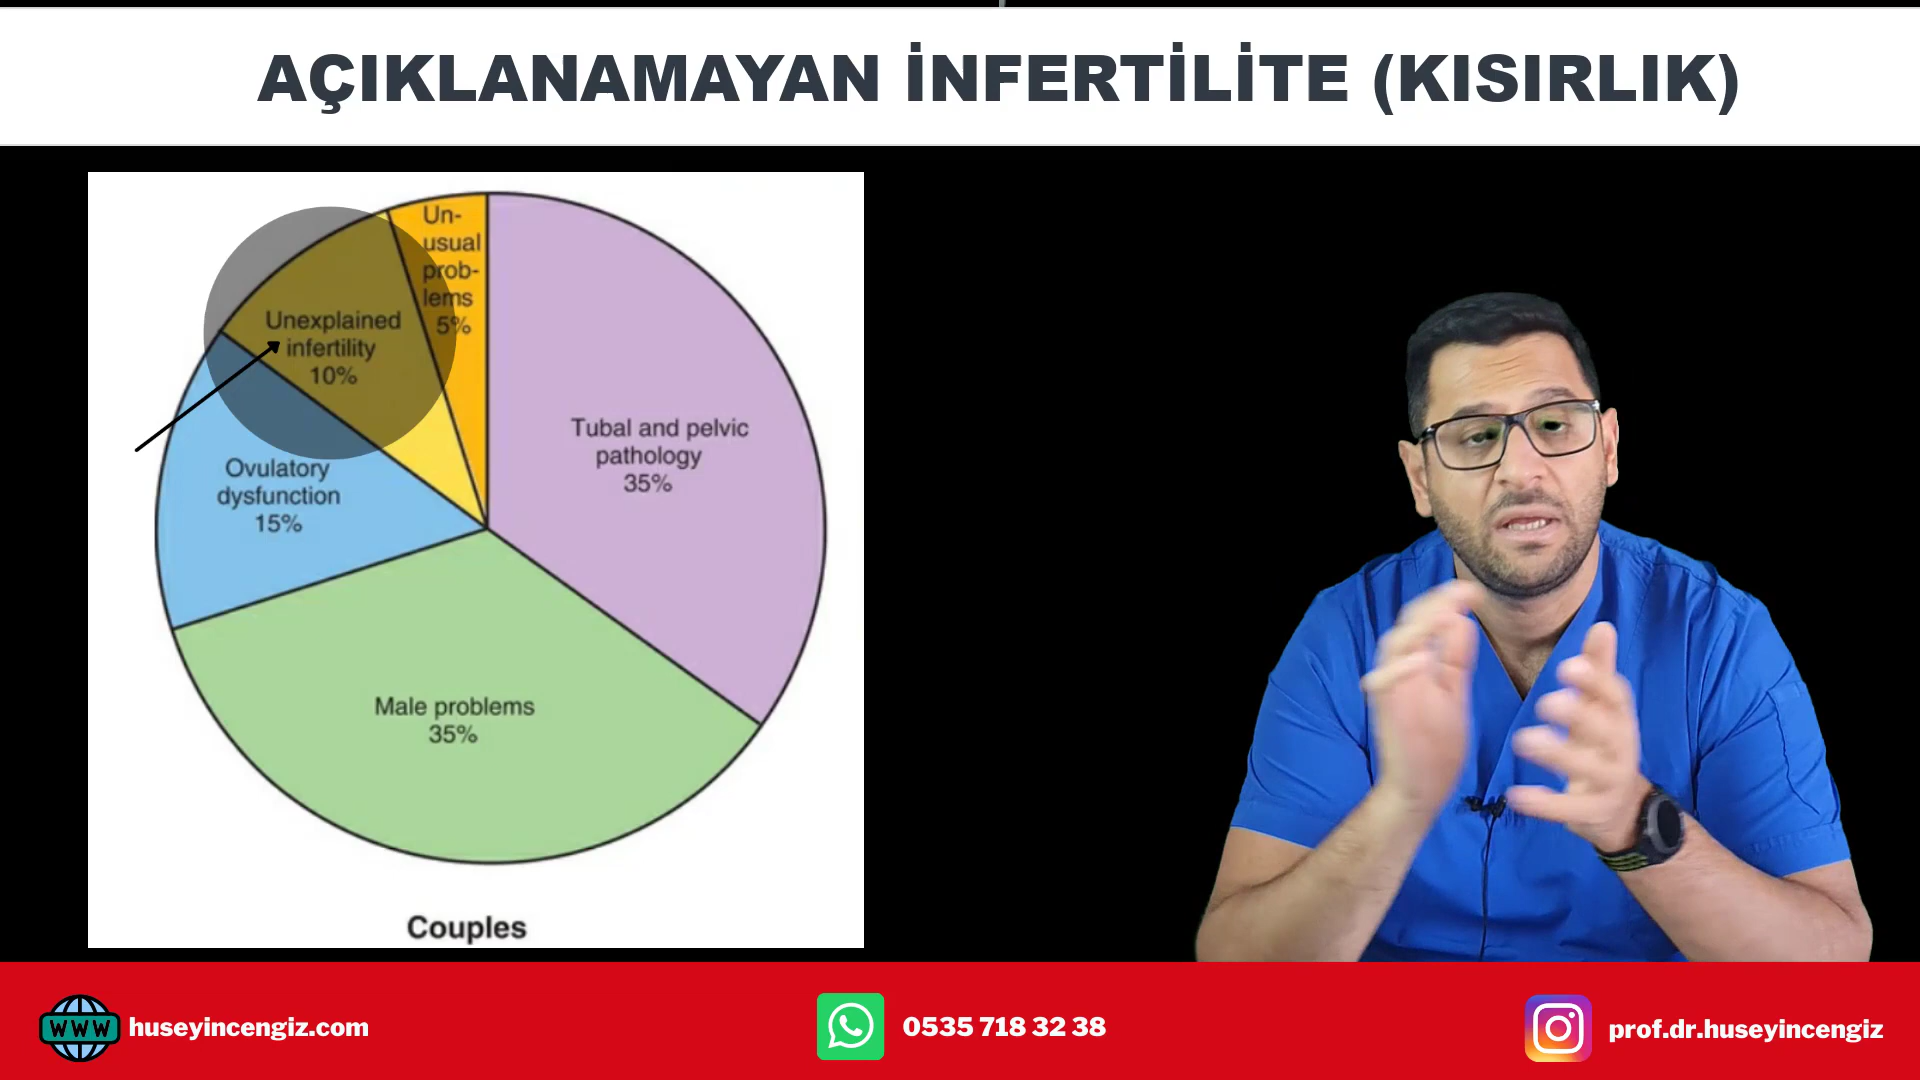 AÇIKLANAMAYAN İNFERTİLİTE (KISIRLIK)
Un-
usual
prob-
lems
5%
Unexplained
infertility
10%
Tubal and pelvic
pathology
35%
Ovulatory
dysfunction
15%
Male problems
35%
Couples
WWW huseyincengiz.com
0535 718 32 38
prof.dr.huseyincengiz